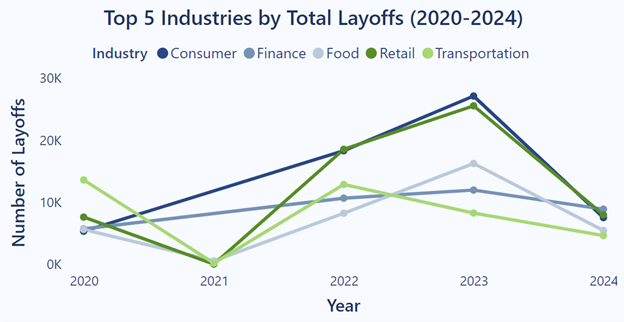 Top 5 Industries by Total Layoffs (2020-2024)
Industry Consumer Finance Food Retail Transportation
30K
20K
10K
0K
Number of Layoffs
2020 2021 2022 2023 2024
Year